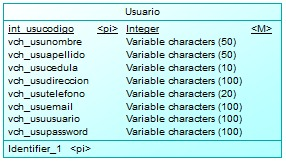 Usuario
int_usucodigo <pi> Integer <M>
vch_usunombre Variable characters (50)
vch_usuapellido Variable characters (50)
vch_usucedula Variable characters (10)
vch_usudireccion Variable characters (100)
vch_usutelefono Variable characters (20)
vch_usuemail Variable characters (100)
vch_usuusuario Variable characters (100)
vch_usupassword Variable characters (100)
Identifier_1 <pi>